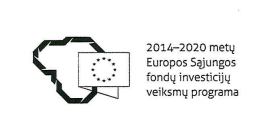 2014–2020 metų
Europos Sąjungos
fondų investicijų
veiksmų programa